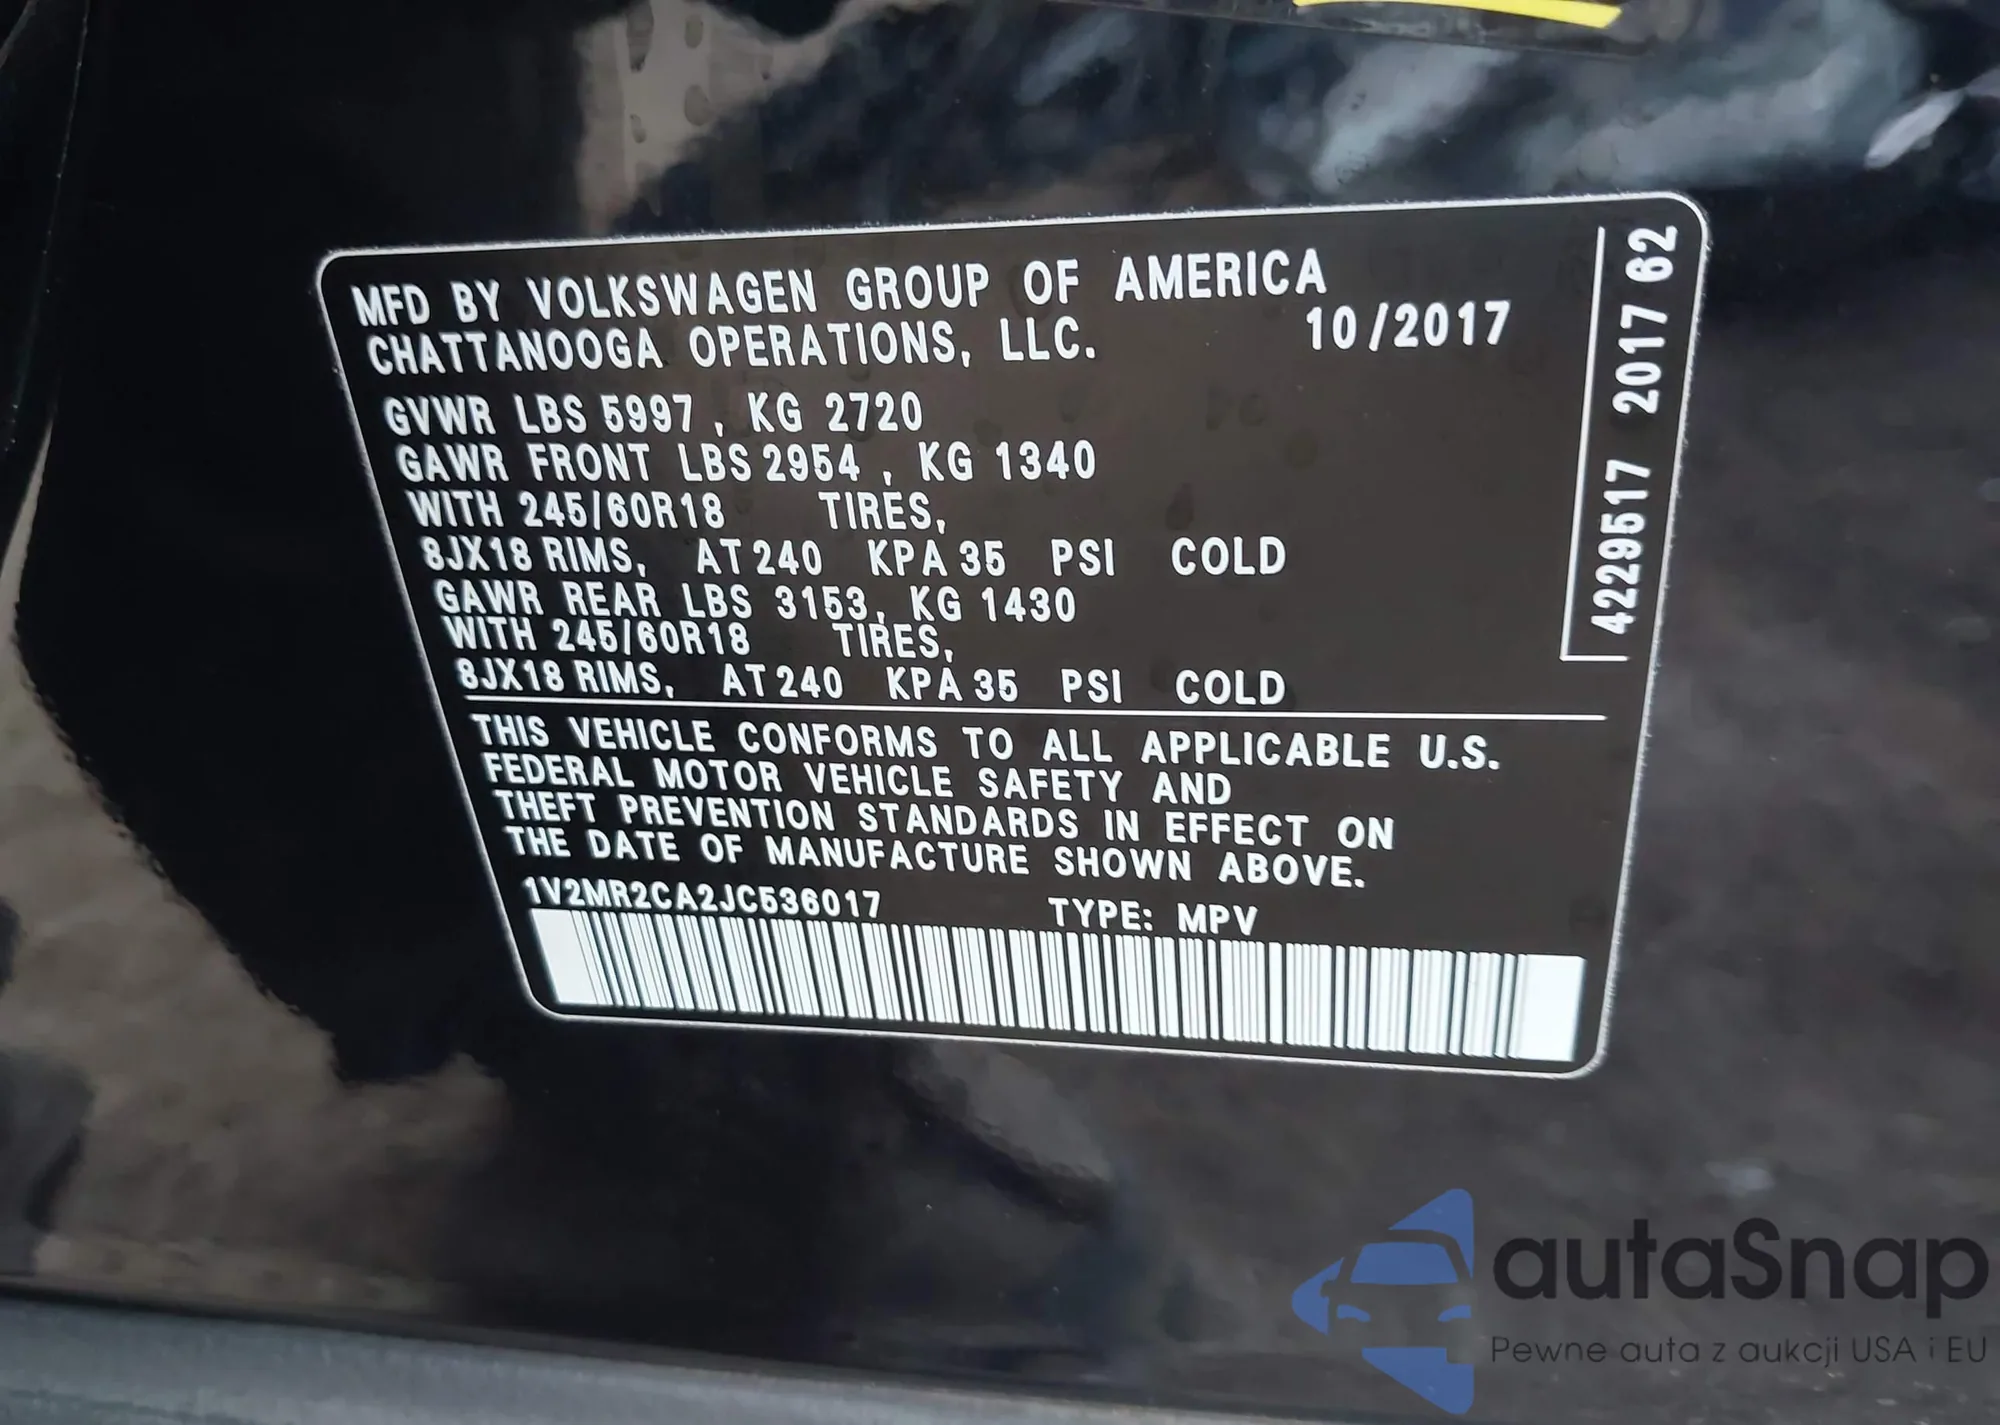 MFD BY VOLKSWAGEN GROUP OF AMERICA
CHATTANOOGA OPERATIONS, LLC. 10/2017
GVWR LBS 5997 , KG 2720
GAWR FRONT LBS 2954 , KG 1340
WITH 245/60R18 TIRES,
8JX18 RIMS, AT 240 KPA 35 PSI COLD
GAWR REAR LBS 3153, KG 1430
WITH 245/60R18 TIRES,
8JX18 RIMS, AT 240 KPA 35 PSI COLD
THIS VEHICLE CONFORMS TO ALL APPLICABLE U.S.
FEDERAL MOTOR VEHICLE SAFETY AND
THEFT PREVENTION STANDARDS IN EFFECT ON
THE DATE OF MANUFACTURE SHOWN ABOVE.
1V2MR2CA2JC536017 TYPE: MPV
4229517 2017 62
autaSnap
Pewne auta z aukcji USA i EU